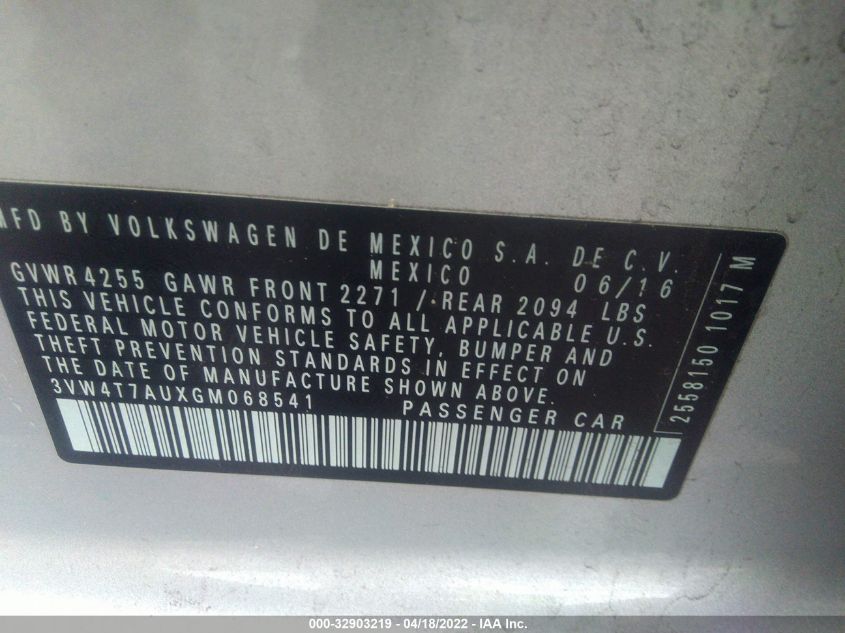 MFD BY VOLKSWAGEN DE MEXICO S.A. DE C.V.
MEXICO 06/16
GVWR 4255 GAWR FRONT 2271 / REAR 2094 LBS
THIS VEHICLE CONFORMS TO ALL APPLICABLE U.S.
FEDERAL MOTOR VEHICLE SAFETY, BUMPER AND
THEFT PREVENTION STANDARDS IN EFFECT ON
THE DATE OF MANUFACTURE SHOWN ABOVE.
3VW4T7AUXGM068541 PASSENGER CAR
2558150 1017 M
000-32903219 - 04/18/2022 - IAA Inc.